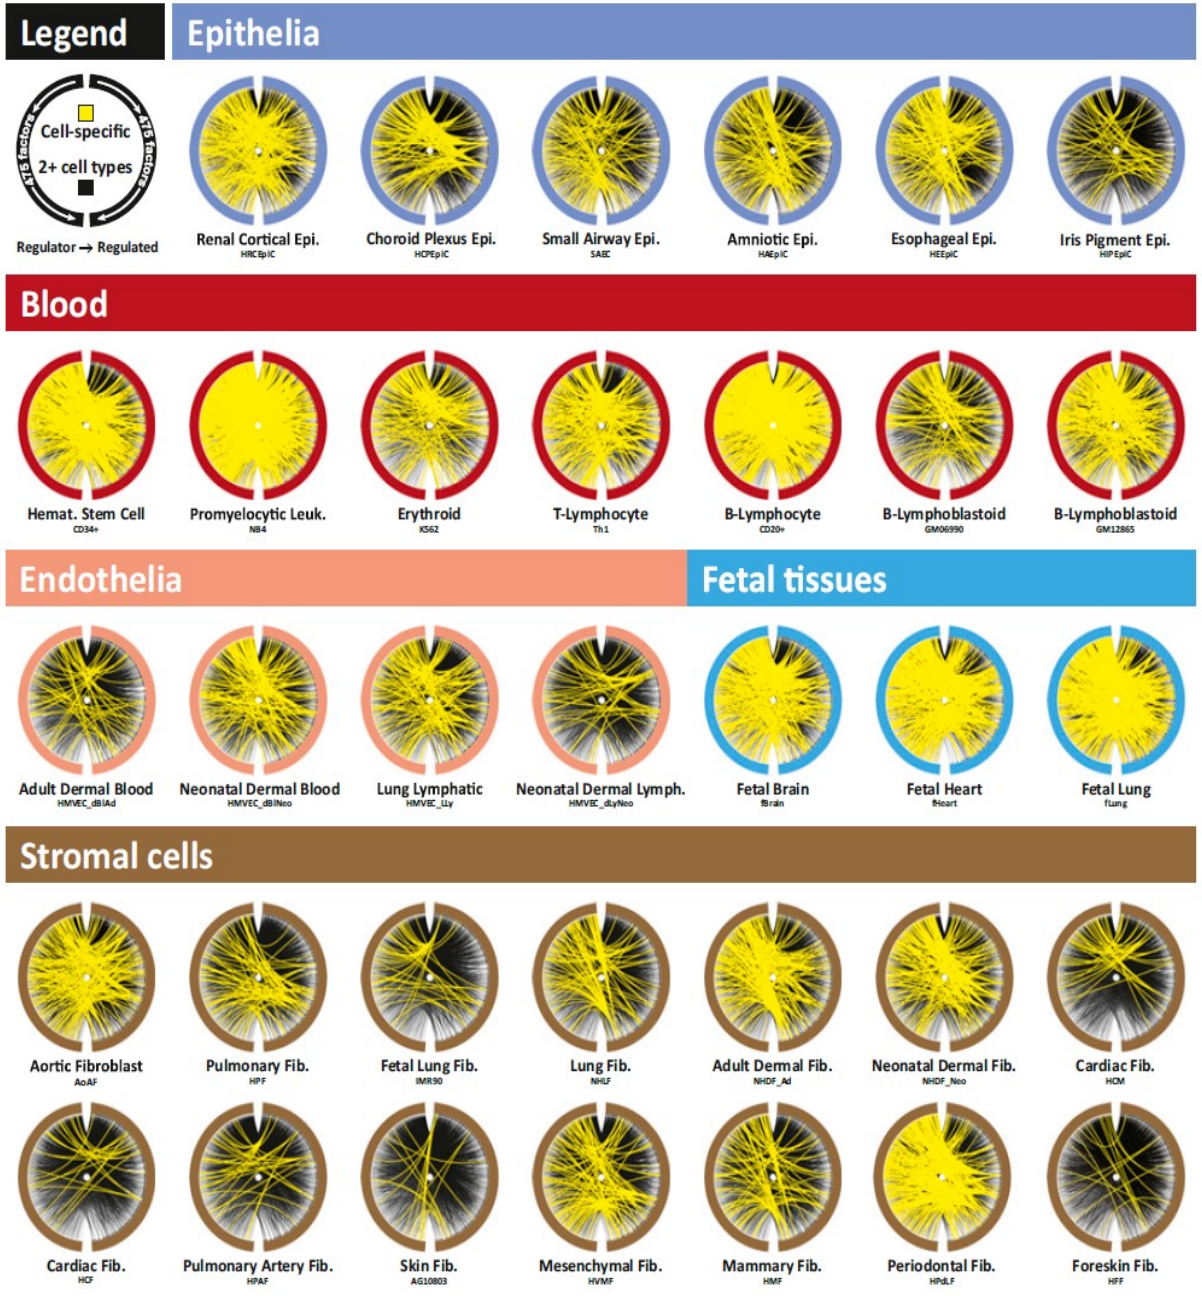 Legend
Epithelia
475 factors
Cell-specific
2+ cell types
475 factors
Regulator → Regulated
Renal Cortical Epi.
HRCEpiC
Choroid Plexus Epi.
HCPEpiC
Small Airway Epi.
SAEC
Amniotic Epi.
HAEpiC
Esophageal Epi.
HEEpiC
Iris Pigment Epi.
HIPEpiC
Blood
Hemat. Stem Cell
CD34+
Promyelocytic Leuk.
NB4
Erythroid
K562
T-Lymphocyte
Th1
B-Lymphocyte
CD20+
B-Lymphoblastoid
GM06990
B-Lymphoblastoid
GM12865
Endothelia
Fetal tissues
Adult Dermal Blood
HMVEC_dBlAd
Neonatal Dermal Blood
HMVEC_dBlNeo
Lung Lymphatic
HMVEC_LLy
Neonatal Dermal Lymph.
HMVEC_dLyNeo
Fetal Brain
fBrain
Fetal Heart
fHeart
Fetal Lung
fLung
Stromal cells
Aortic Fibroblast
AoAF
Pulmonary Fib.
HPF
Fetal Lung Fib.
IMR90
Lung Fib.
NHLF
Adult Dermal Fib.
NHDF_Ad
Neonatal Dermal Fib.
NHDF_Neo
Cardiac Fib.
HCM
Cardiac Fib.
HCF
Pulmonary Artery Fib.
HPAF
Skin Fib.
AG10803
Mesenchymal Fib.
HVMF
Mammary Fib.
HMF
Periodontal Fib.
HPdLF
Foreskin Fib.
HFF